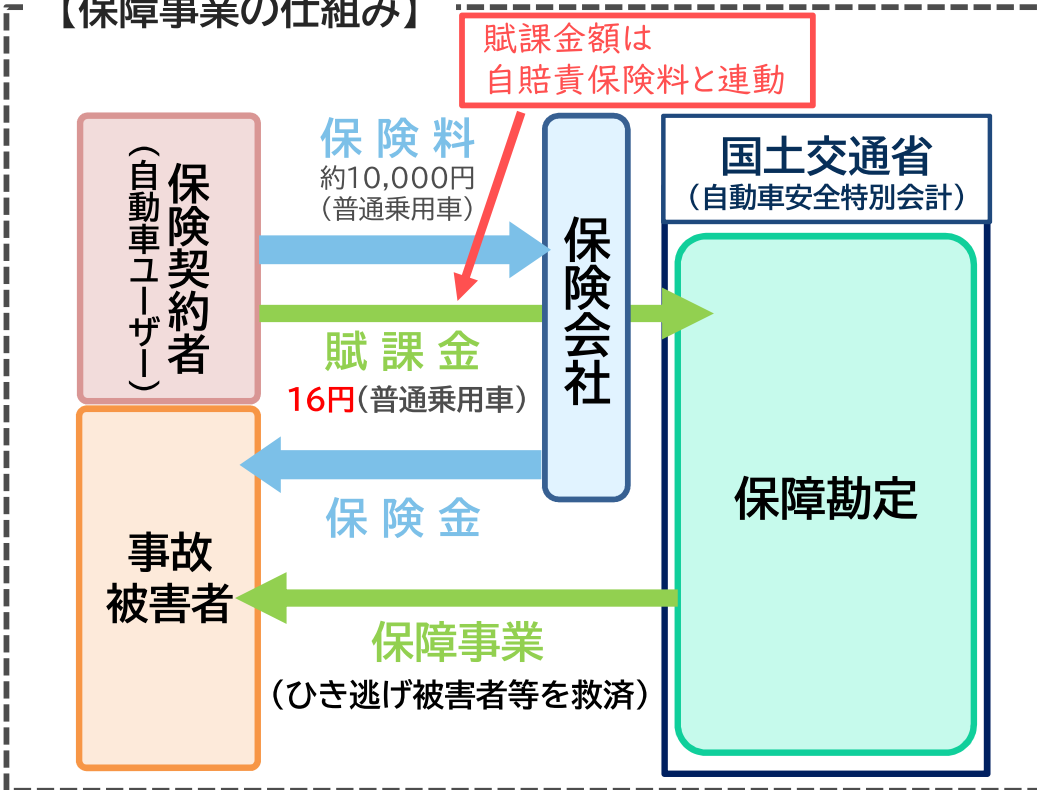 【保障事業の仕組み】
賦課金額は
自賠責保険料と連動
保険契約者
(自動車ユーザー)
保険料
約10,000円
(普通乗用車)
保険会社
国土交通省
(自動車安全特別会計)
賦課金
16円(普通乗用車)
保険金
保障勘定
事故
被害者
保障事業
(ひき逃げ被害者等を救済)